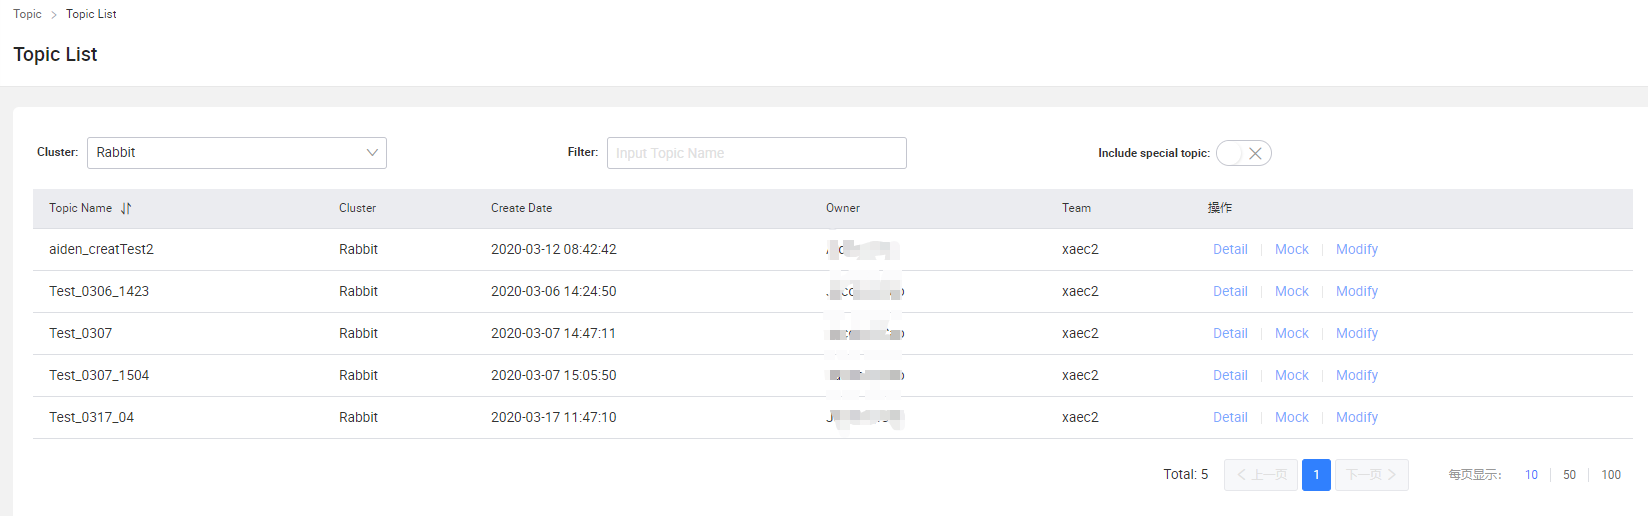 Topic > Topic List
Topic List
Cluster: Rabbit Filter: Input Topic Name Include special topic:
Topic Name Cluster Create Date Owner Team 操作
aiden_creatTest2 Rabbit 2020-03-12 08:42:42 xaec2 Detail Mock Modify
Test_0306_1423 Rabbit 2020-03-06 14:24:50 xaec2 Detail Mock Modify
Test_0307 Rabbit 2020-03-07 14:47:11 xaec2 Detail Mock Modify
Test_0307_1504 Rabbit 2020-03-07 15:05:50 xaec2 Detail Mock Modify
Test_0317_04 Rabbit 2020-03-17 11:47:10 xaec2 Detail Mock Modify
Total: 5 < 上一页 1 下一页 > 每页显示: 10 50 100